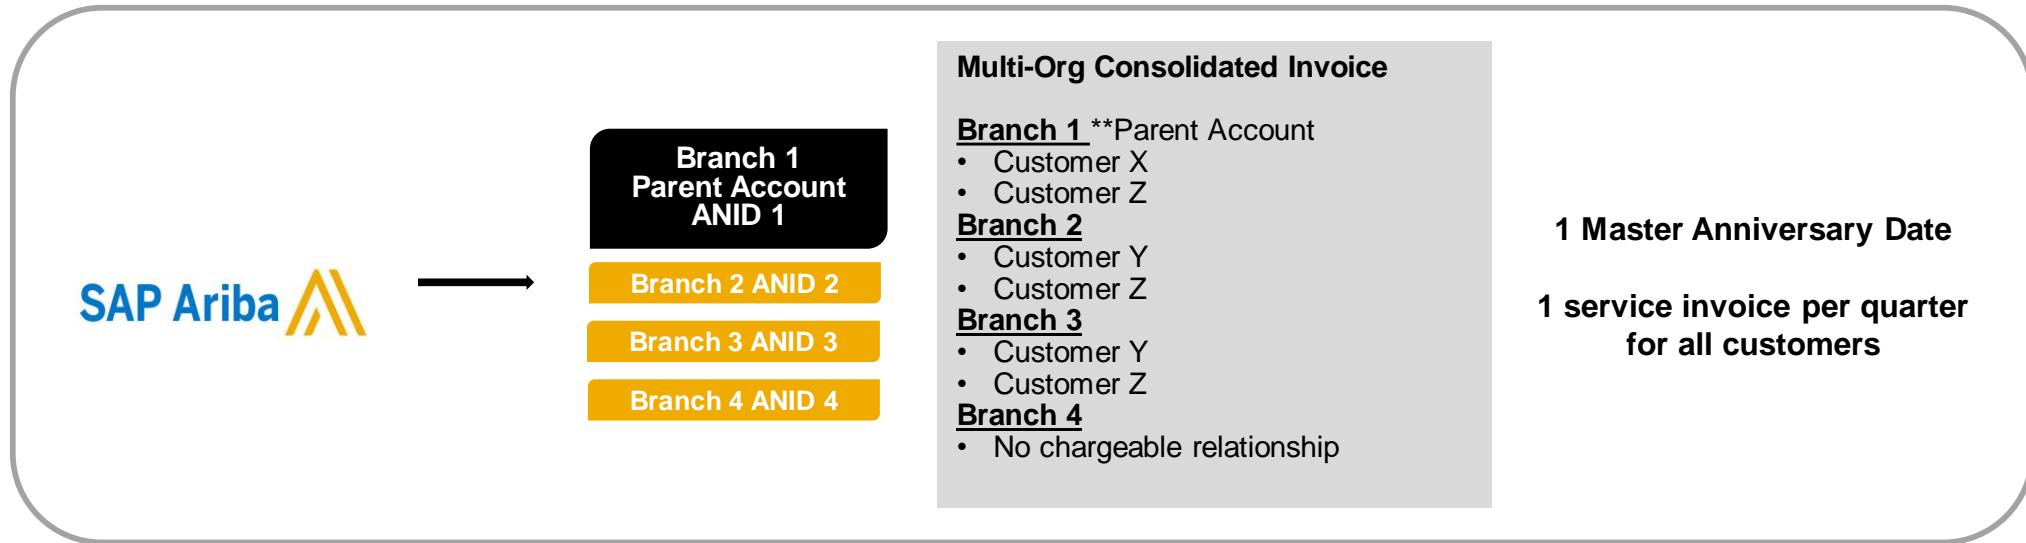 SAP Ariba
Branch 1
Parent Account
ANID 1
Branch 2 ANID 2
Branch 3 ANID 3
Branch 4 ANID 4
Multi-Org Consolidated Invoice
Branch 1 **Parent Account
• Customer X
• Customer Z
Branch 2
• Customer Y
• Customer Z
Branch 3
• Customer Y
• Customer Z
Branch 4
• No chargeable relationship
1 Master Anniversary Date
1 service invoice per quarter
for all customers